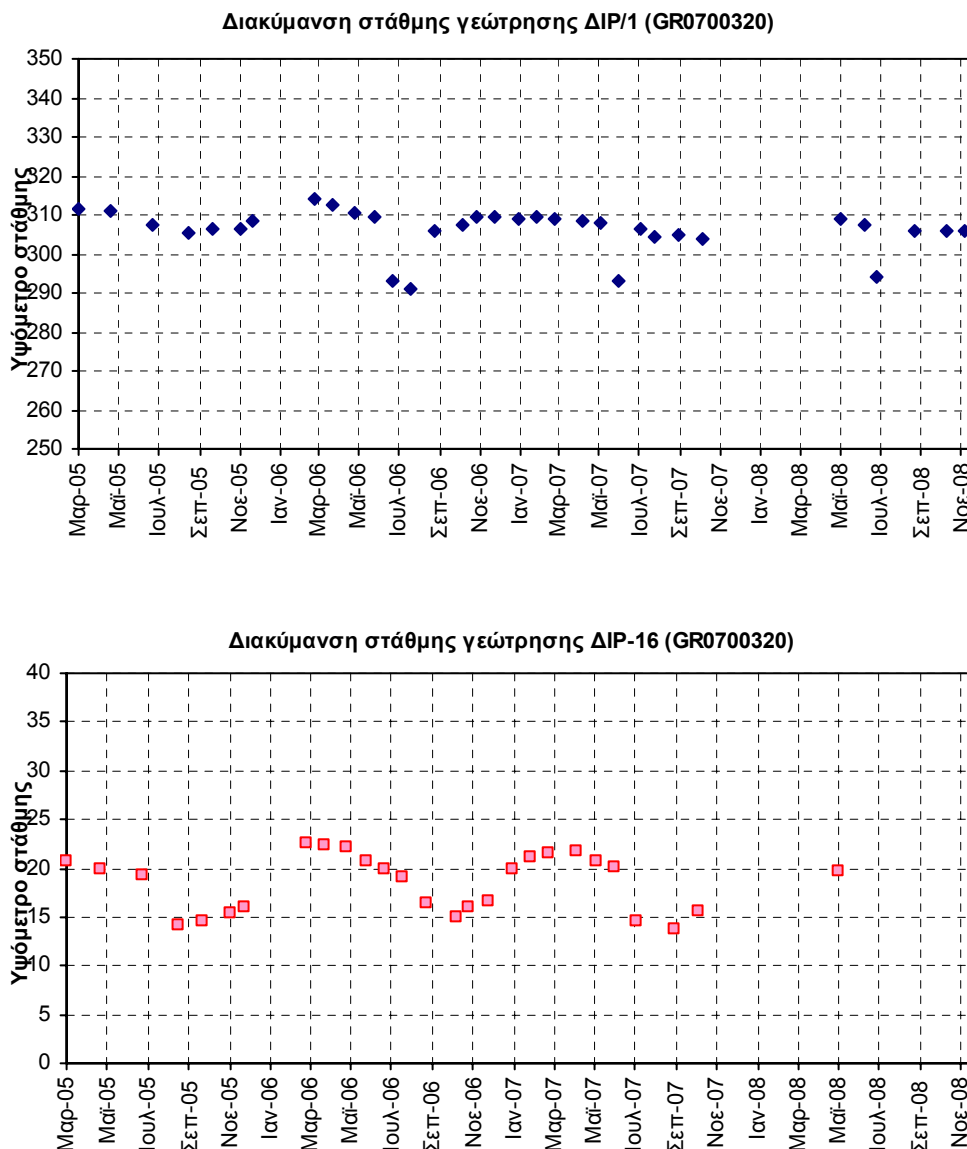 Διακύμανση στάθμης γεώτρησης ΔΙΡ/1 (GR0700320)
Υψόμετρο στάθμης
350
340
330
320
310
300
290
280
270
260
250
Μαρ-05
Μαϊ-05
Ιουλ-05
Σεπ-05
Νοε-05
Ιαν-06
Μαρ-06
Μαϊ-06
Ιουλ-06
Σεπ-06
Νοε-06
Ιαν-07
Μαρ-07
Μαϊ-07
Ιουλ-07
Σεπ-07
Νοε-07
Ιαν-08
Μαρ-08
Μαϊ-08
Ιουλ-08
Σεπ-08
Νοε-08
Διακύμανση στάθμης γεώτρησης ΔΙΡ-16 (GR0700320)
Υψόμετρο στάθμης
40
35
30
25
20
15
10
5
0
Μαρ-05
Μαϊ-05
Ιουλ-05
Σεπ-05
Νοε-05
Ιαν-06
Μαρ-06
Μαϊ-06
Ιουλ-06
Σεπ-06
Νοε-06
Ιαν-07
Μαρ-07
Μαϊ-07
Ιουλ-07
Σεπ-07
Νοε-07
Ιαν-08
Μαρ-08
Μαϊ-08
Ιουλ-08
Σεπ-08
Νοε-08